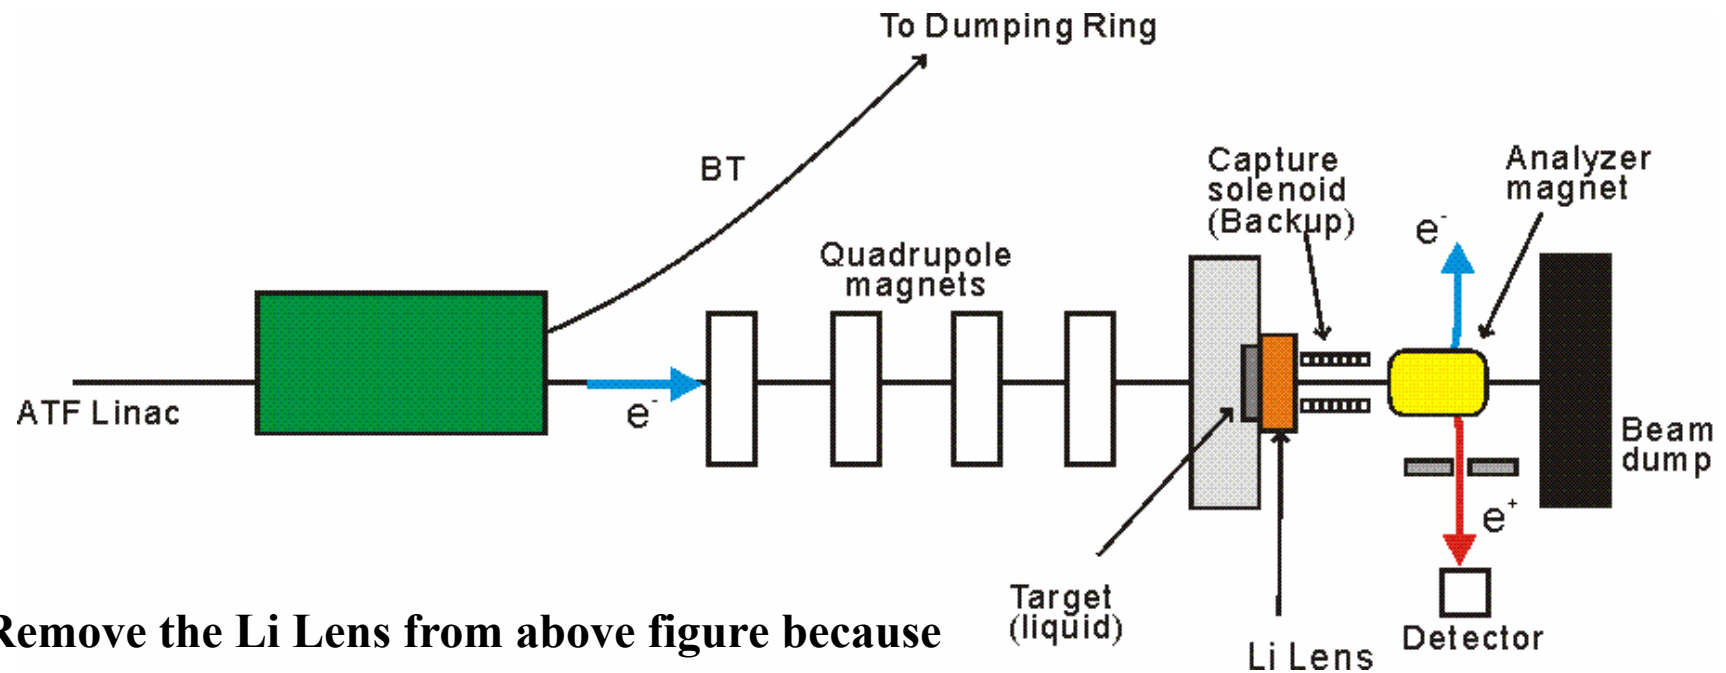 To Dumping Ring
BT
Capture
solenoid
(Backup)
Analyzer
magnet
e-
Quadrupole
magnets
ATF Linac
e-
Beam
dump
e+
Target
(liquid)
Li Lens
Detector
Remove the Li Lens from above figure because